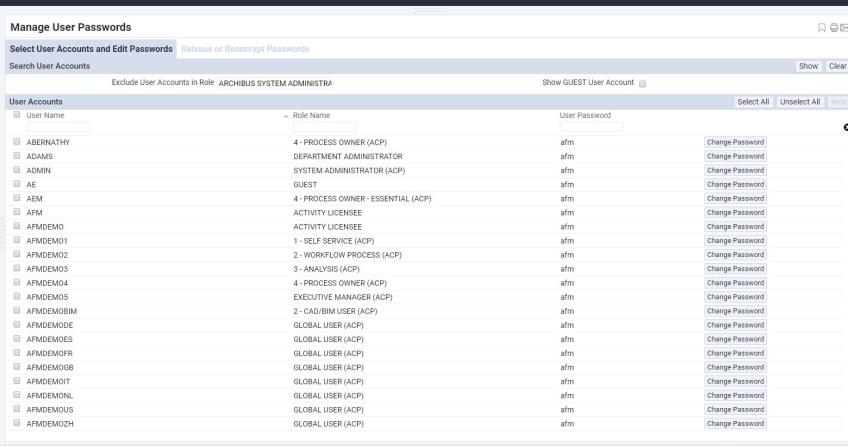 Manage User Passwords
Select User Accounts and Edit Passwords Reissue or Reencrypt Passwords
Search User Accounts Show Clear
Exclude User Accounts in Role ARCHIBUS SYSTEM ADMINISTRA Show GUEST User Account
User Accounts Select All Unselect All Next
User Name Role Name User Password
ABERNATHY 4 - PROCESS OWNER (ACP) afm Change Password
ADAMS DEPARTMENT ADMINISTRATOR afm Change Password
ADMIN SYSTEM ADMINISTRATOR (ACP) afm Change Password
AE GUEST afm Change Password
AEM 4 - PROCESS OWNER - ESSENTIAL (ACP) afm Change Password
AFM ACTIVITY LICENSEE afm Change Password
AFMDEMO ACTIVITY LICENSEE afm Change Password
AFMDEMO1 1 - SELF SERVICE (ACP) afm Change Password
AFMDEMO2 2 - WORKFLOW PROCESS (ACP) afm Change Password
AFMDEMO3 3 - ANALYSIS (ACP) afm Change Password
AFMDEMO4 4 - PROCESS OWNER (ACP) afm Change Password
AFMDEMO5 EXECUTIVE MANAGER (ACP) afm Change Password
AFMDEMOBIM 2 - CAD/BIM USER (ACP) afm Change Password
AFMDEMODE GLOBAL USER (ACP) afm Change Password
AFMDEMOES GLOBAL USER (ACP) afm Change Password
AFMDEMOFR GLOBAL USER (ACP) afm Change Password
AFMDEMOGB GLOBAL USER (ACP) afm Change Password
AFMDEMOIT GLOBAL USER (ACP) afm Change Password
AFMDEMONL GLOBAL USER (ACP) afm Change Password
AFMDEMOUS GLOBAL USER (ACP) afm Change Password
AFMDEMOZH GLOBAL USER (ACP) afm Change Password